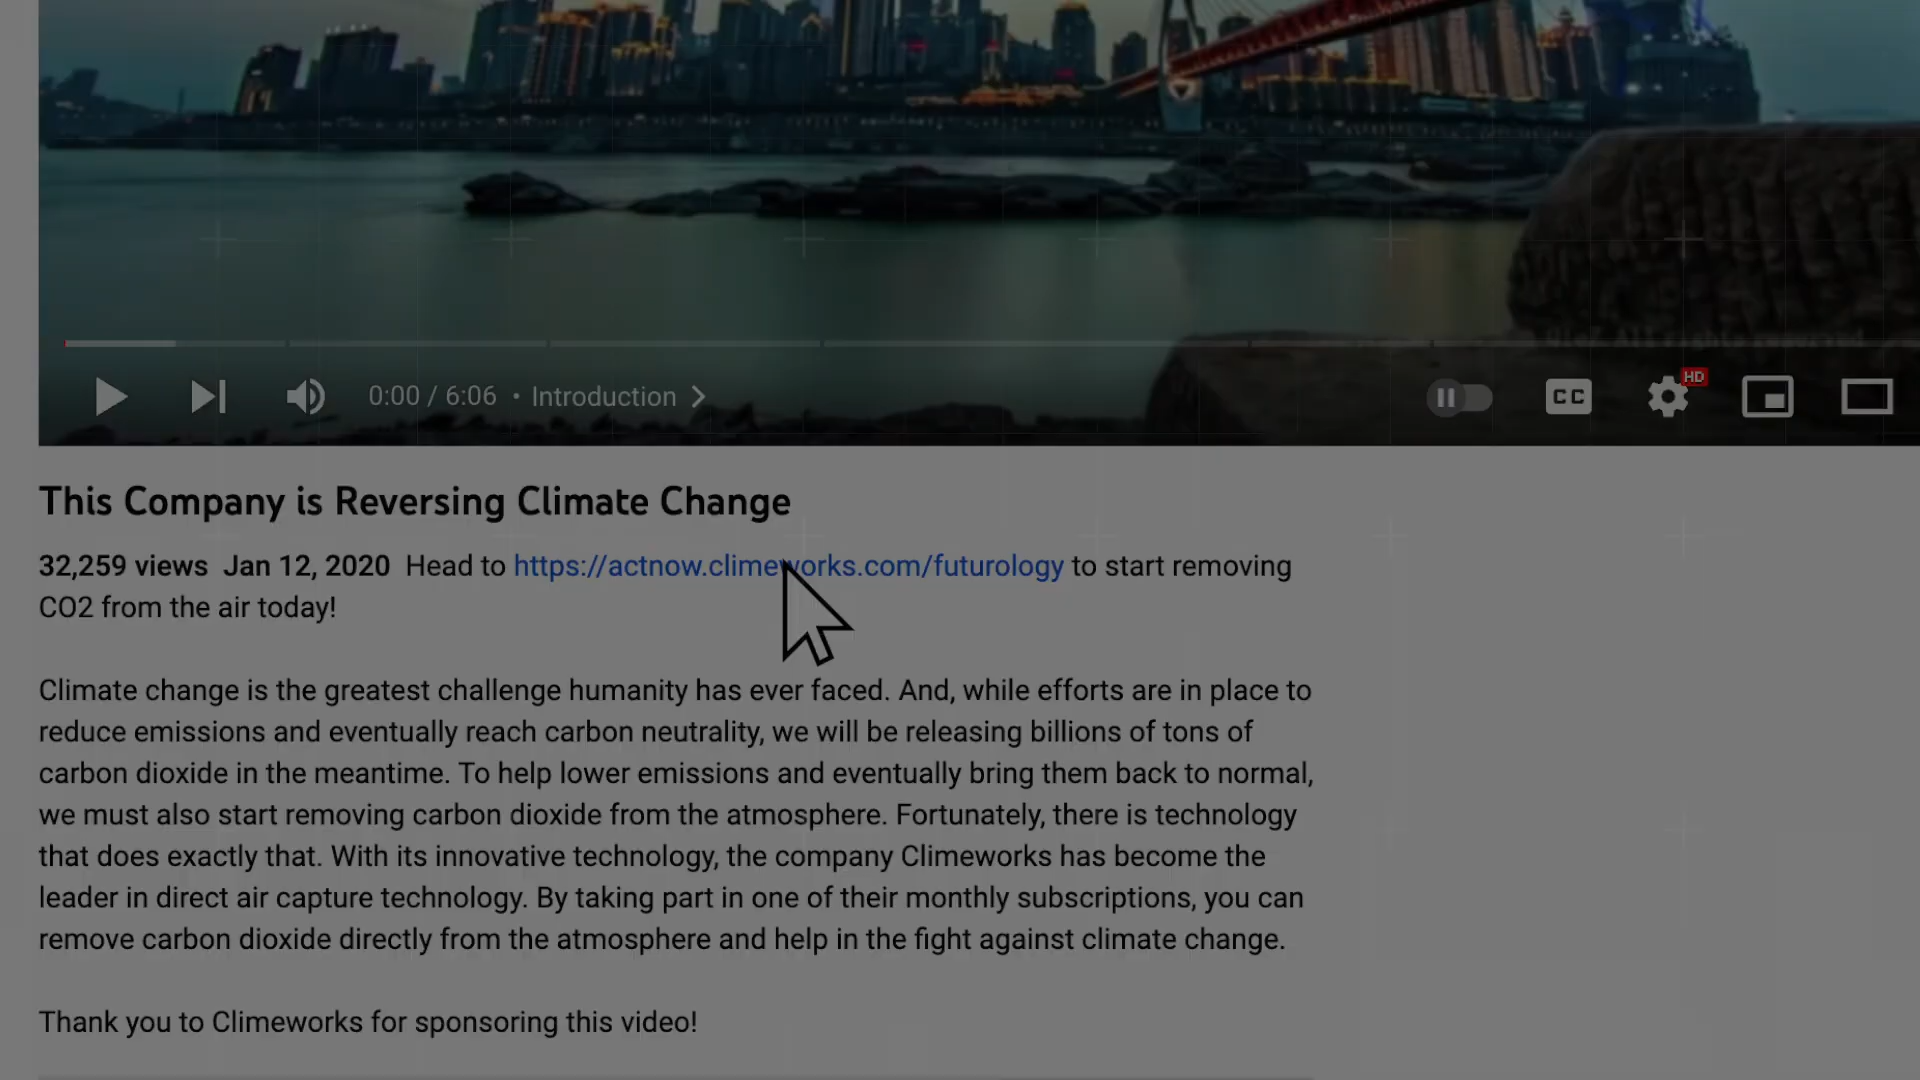 HD
CC
0:00 / 6:06 • Introduction
This Company is Reversing Climate Change
32,259 views Jan 12, 2020 Head to https://actnow.climeworks.com/futurology to start removing
CO2 from the air today!
Climate change is the greatest challenge humanity has ever faced. And, while efforts are in place to
reduce emissions and eventually reach carbon neutrality, we will be releasing billions of tons of
carbon dioxide in the meantime. To help lower emissions and eventually bring them back to normal,
we must also start removing carbon dioxide from the atmosphere. Fortunately, there is technology
that does exactly that. With its innovative technology, the company Climeworks has become the
leader in direct air capture technology. By taking part in one of their monthly subscriptions, you can
remove carbon dioxide directly from the atmosphere and help in the fight against climate change.
Thank you to Climeworks for sponsoring this video!